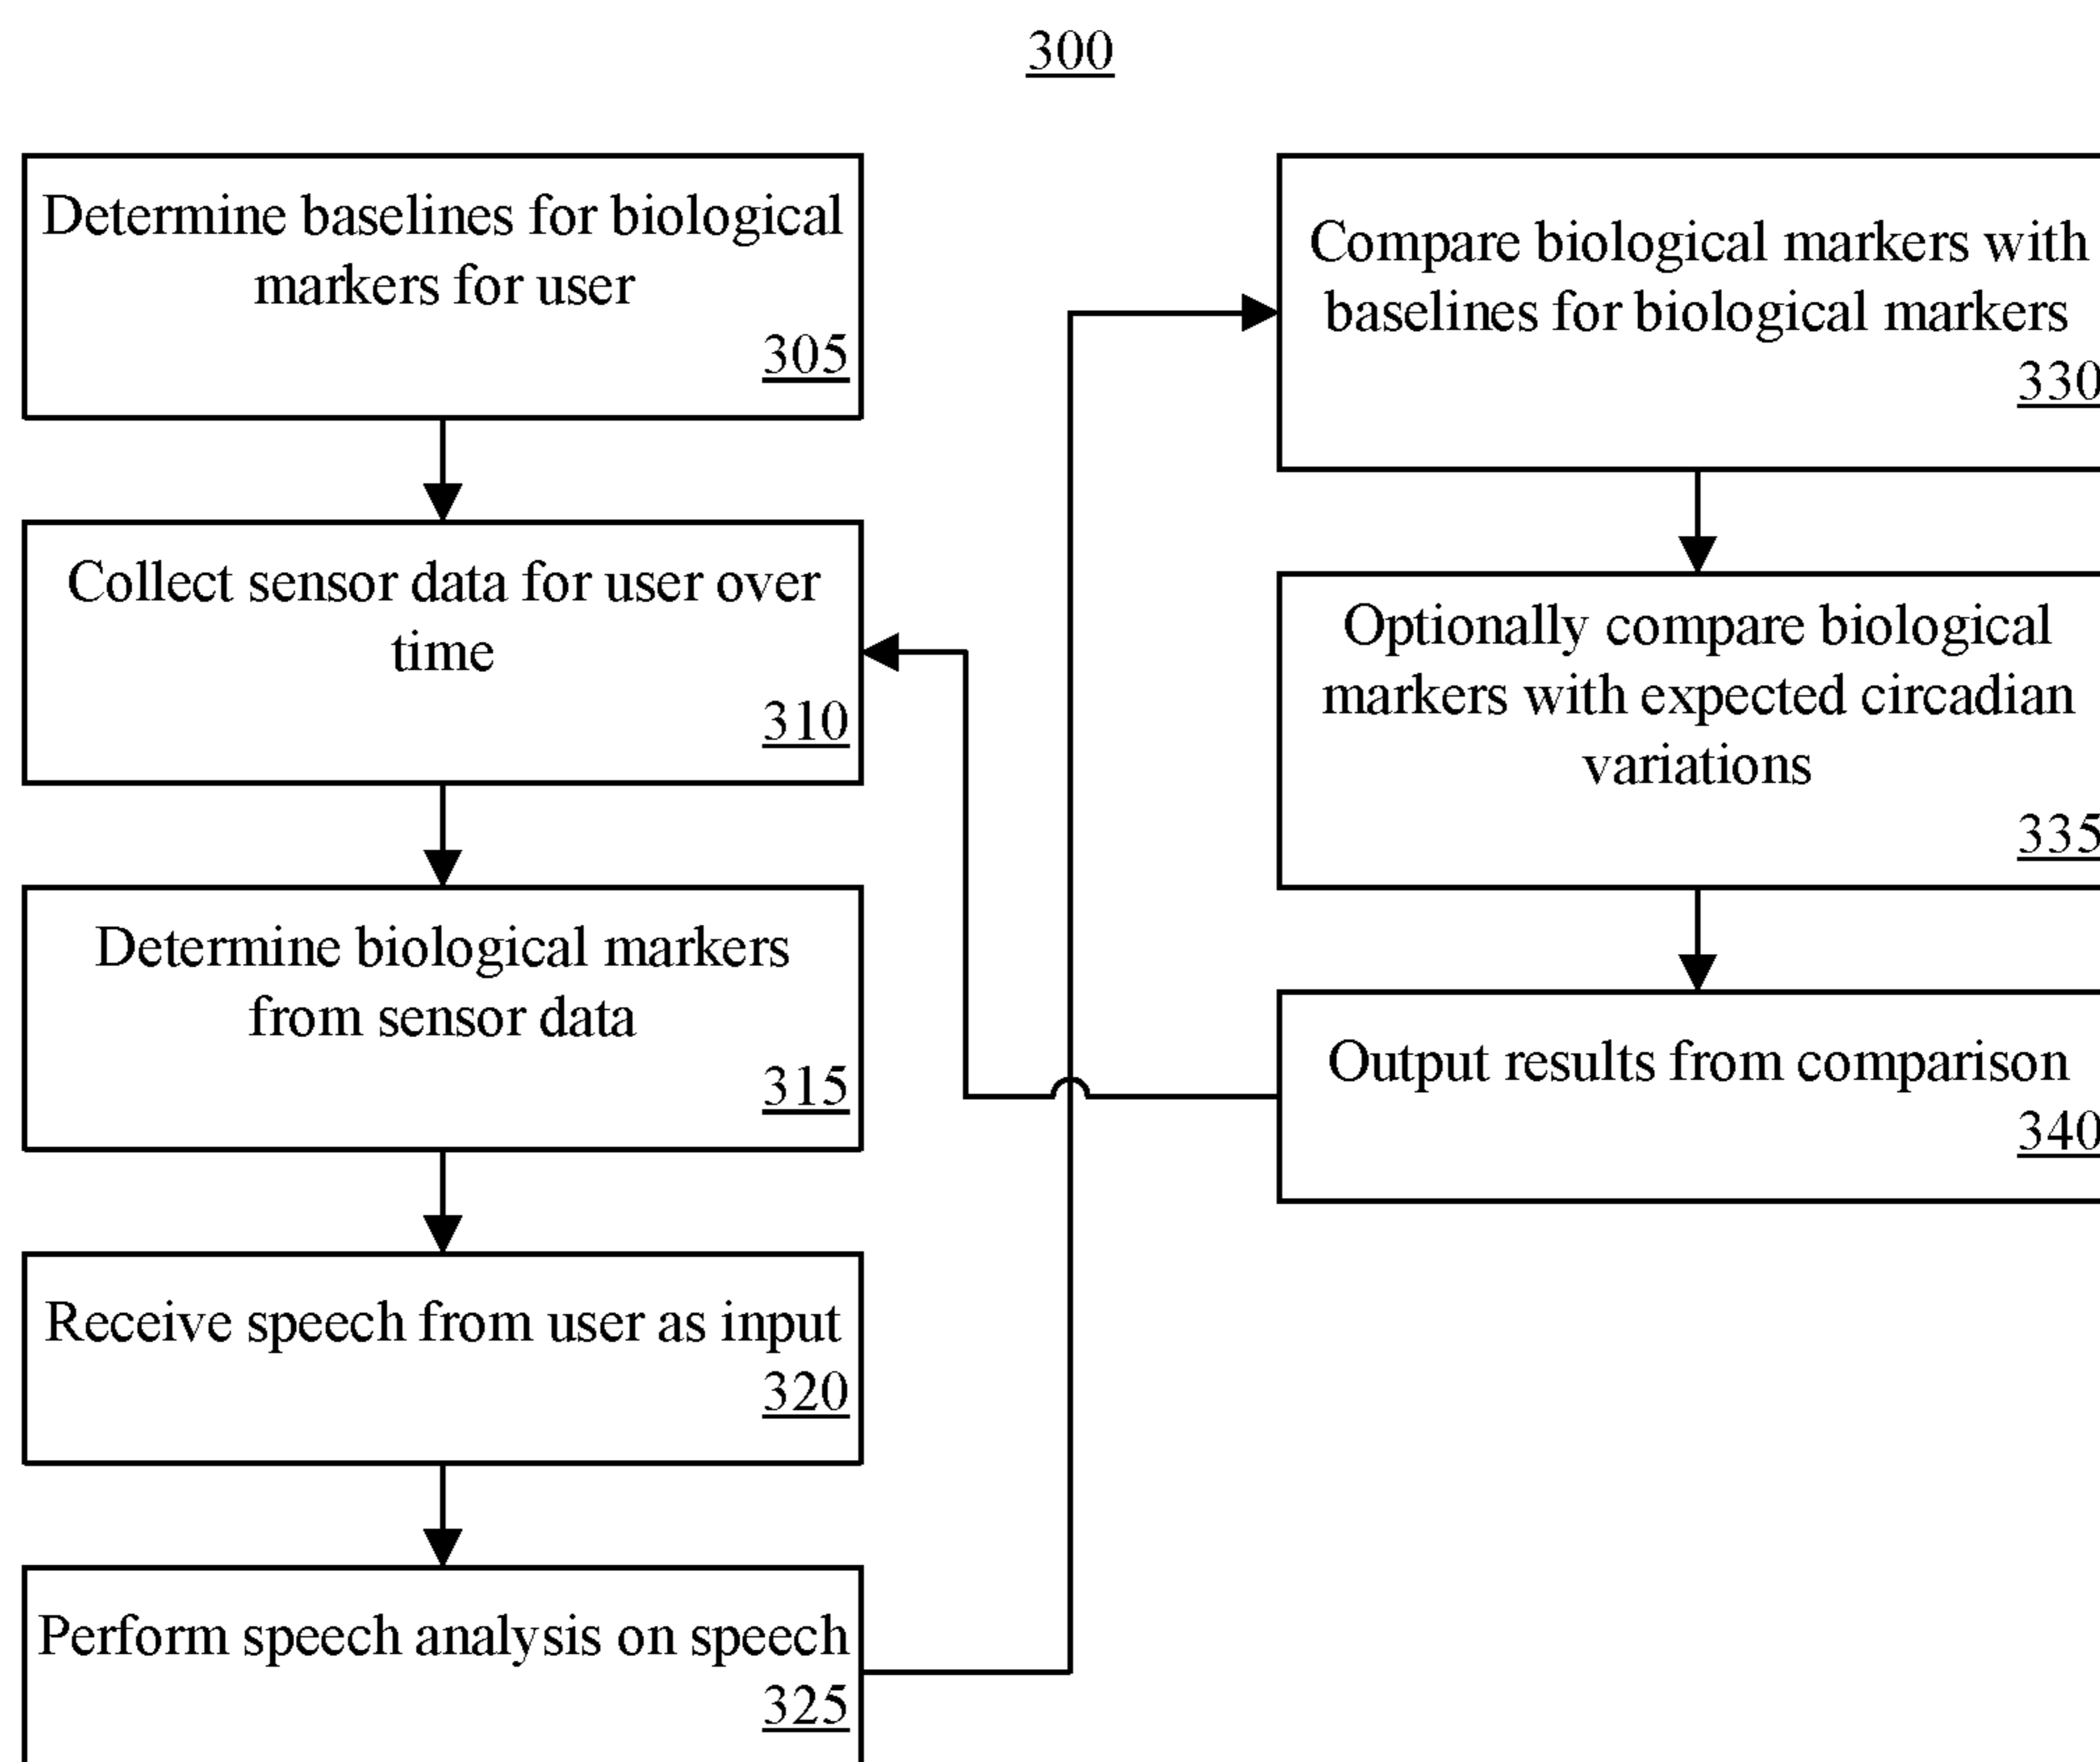 300
Determine baselines for biological
markers for user
305
Collect sensor data for user over
time
310
Determine biological markers
from sensor data
315
Receive speech from user as input
320
Perform speech analysis on speech
325
Compare biological markers with
baselines for biological markers
330
Optionally compare biological
markers with expected circadian
variations
335
Output results from comparison
340